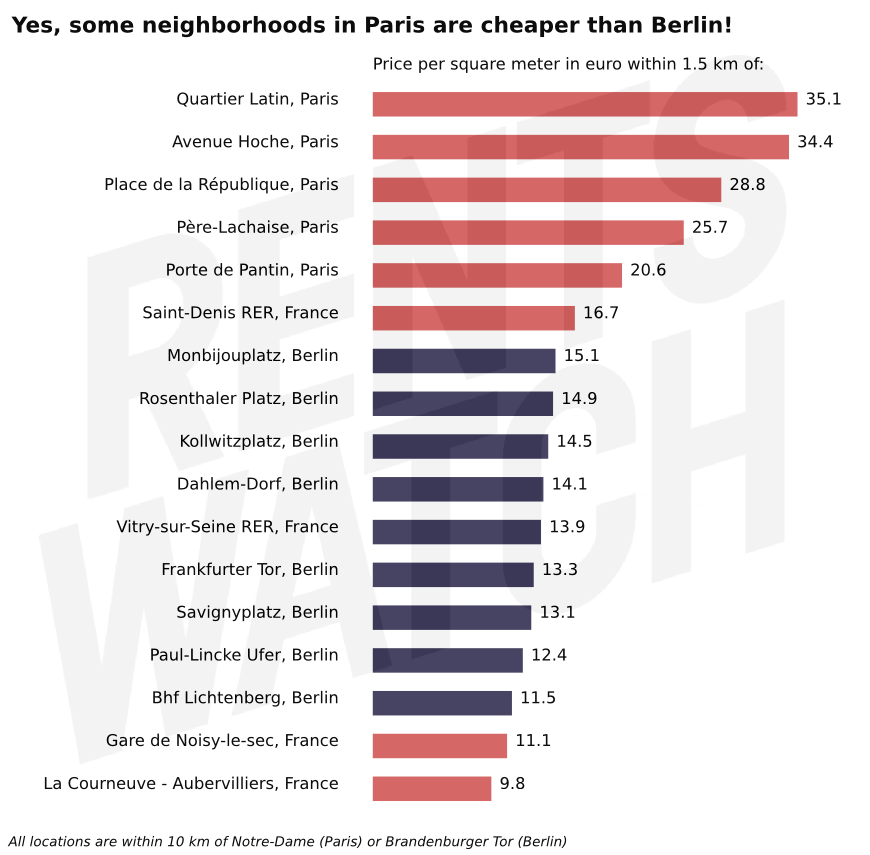 Yes, some neighborhoods in Paris are cheaper than Berlin!
Price per square meter in euro within 1.5 km of:
Quartier Latin, Paris 35.1
Avenue Hoche, Paris 34.4
Place de la République, Paris 28.8
Père-Lachaise, Paris 25.7
Porte de Pantin, Paris 20.6
Saint-Denis RER, France 16.7
Monbijouplatz, Berlin 15.1
Rosenthaler Platz, Berlin 14.9
Kollwitzplatz, Berlin 14.5
Dahlem-Dorf, Berlin 14.1
Vitry-sur-Seine RER, France 13.9
Frankfurter Tor, Berlin 13.3
Savignyplatz, Berlin 13.1
Paul-Lincke Ufer, Berlin 12.4
Bhf Lichtenberg, Berlin 11.5
Gare de Noisy-le-sec, France 11.1
La Courneuve - Aubervilliers, France 9.8
All locations are within 10 km of Notre-Dame (Paris) or Brandenburger Tor (Berlin)
RENTS
WATCH